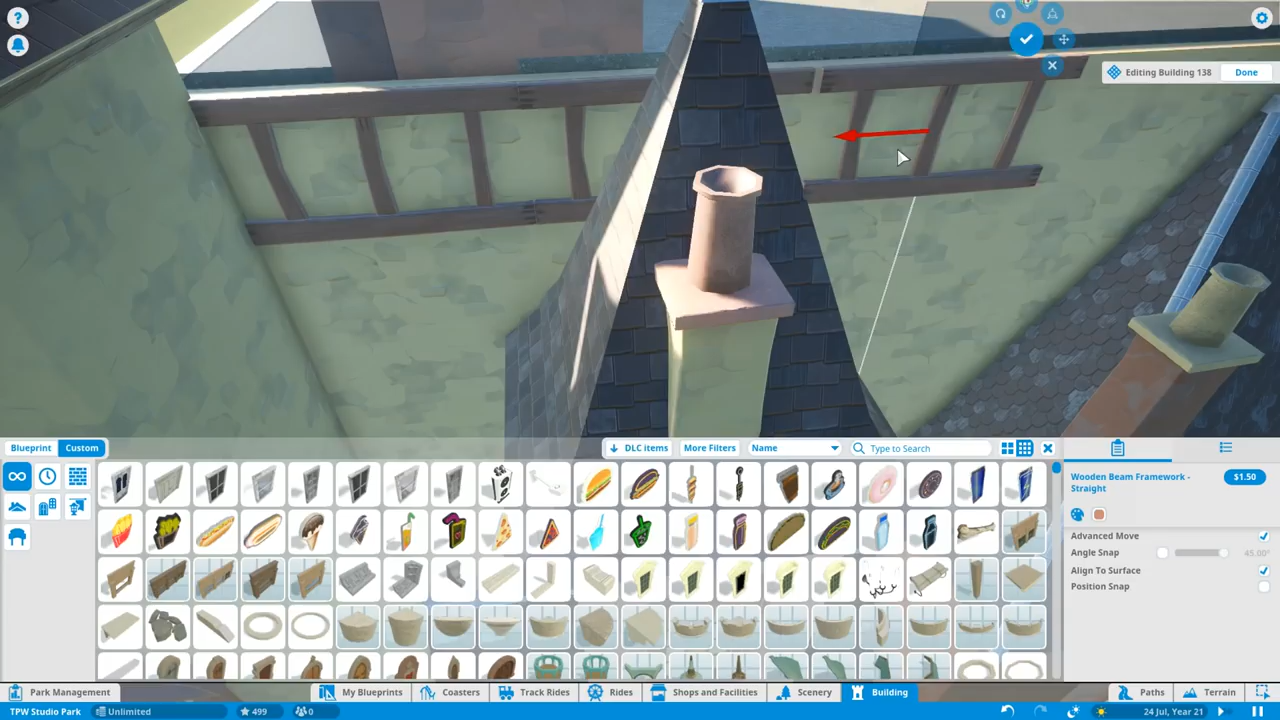 ?
Editing Building 138
Done
Blueprint
Custom
DLC items
More Filters
Name
Type to Search
Wooden Beam Framework -
Straight
$1.50
Advanced Move
Angle Snap
45.00°
Align To Surface
Position Snap
Park Management
My Blueprints
Coasters
Track Rides
Rides
Shops and Facilities
Scenery
Building
Paths
Terrain
TPW Studio Park
Unlimited
499
0
24 Jul, Year 21